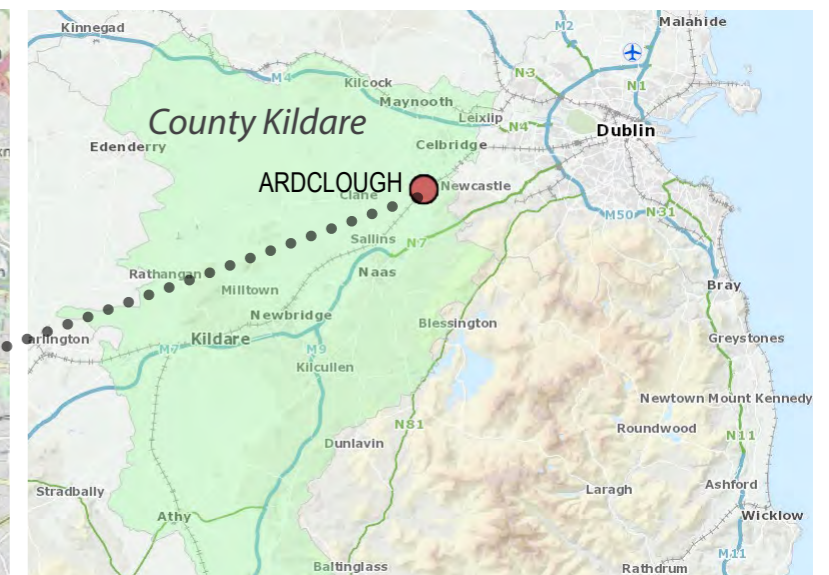 Malahide
Kinnegad
M2
N3
N1
M4
Kilcock
Maynooth
Leixlip
N4
Dublin
County Kildare
Edenderry
Celbridge
ARDCLOUGH
Newcastle
Clane
M50
N31
Sallins
N7
Naas
Rathangan
Milltown
Bray
Newbridge
Blessington
arlington
Kildare
M7
M9
Greystones
Kilcullen
Newtown Mount Kennedy
N81
Roundwood
N11
Dunlavin
Stradbally
Laragh
Ashford
Athy
Wicklow
M11
Baltinglass
Rathdrum